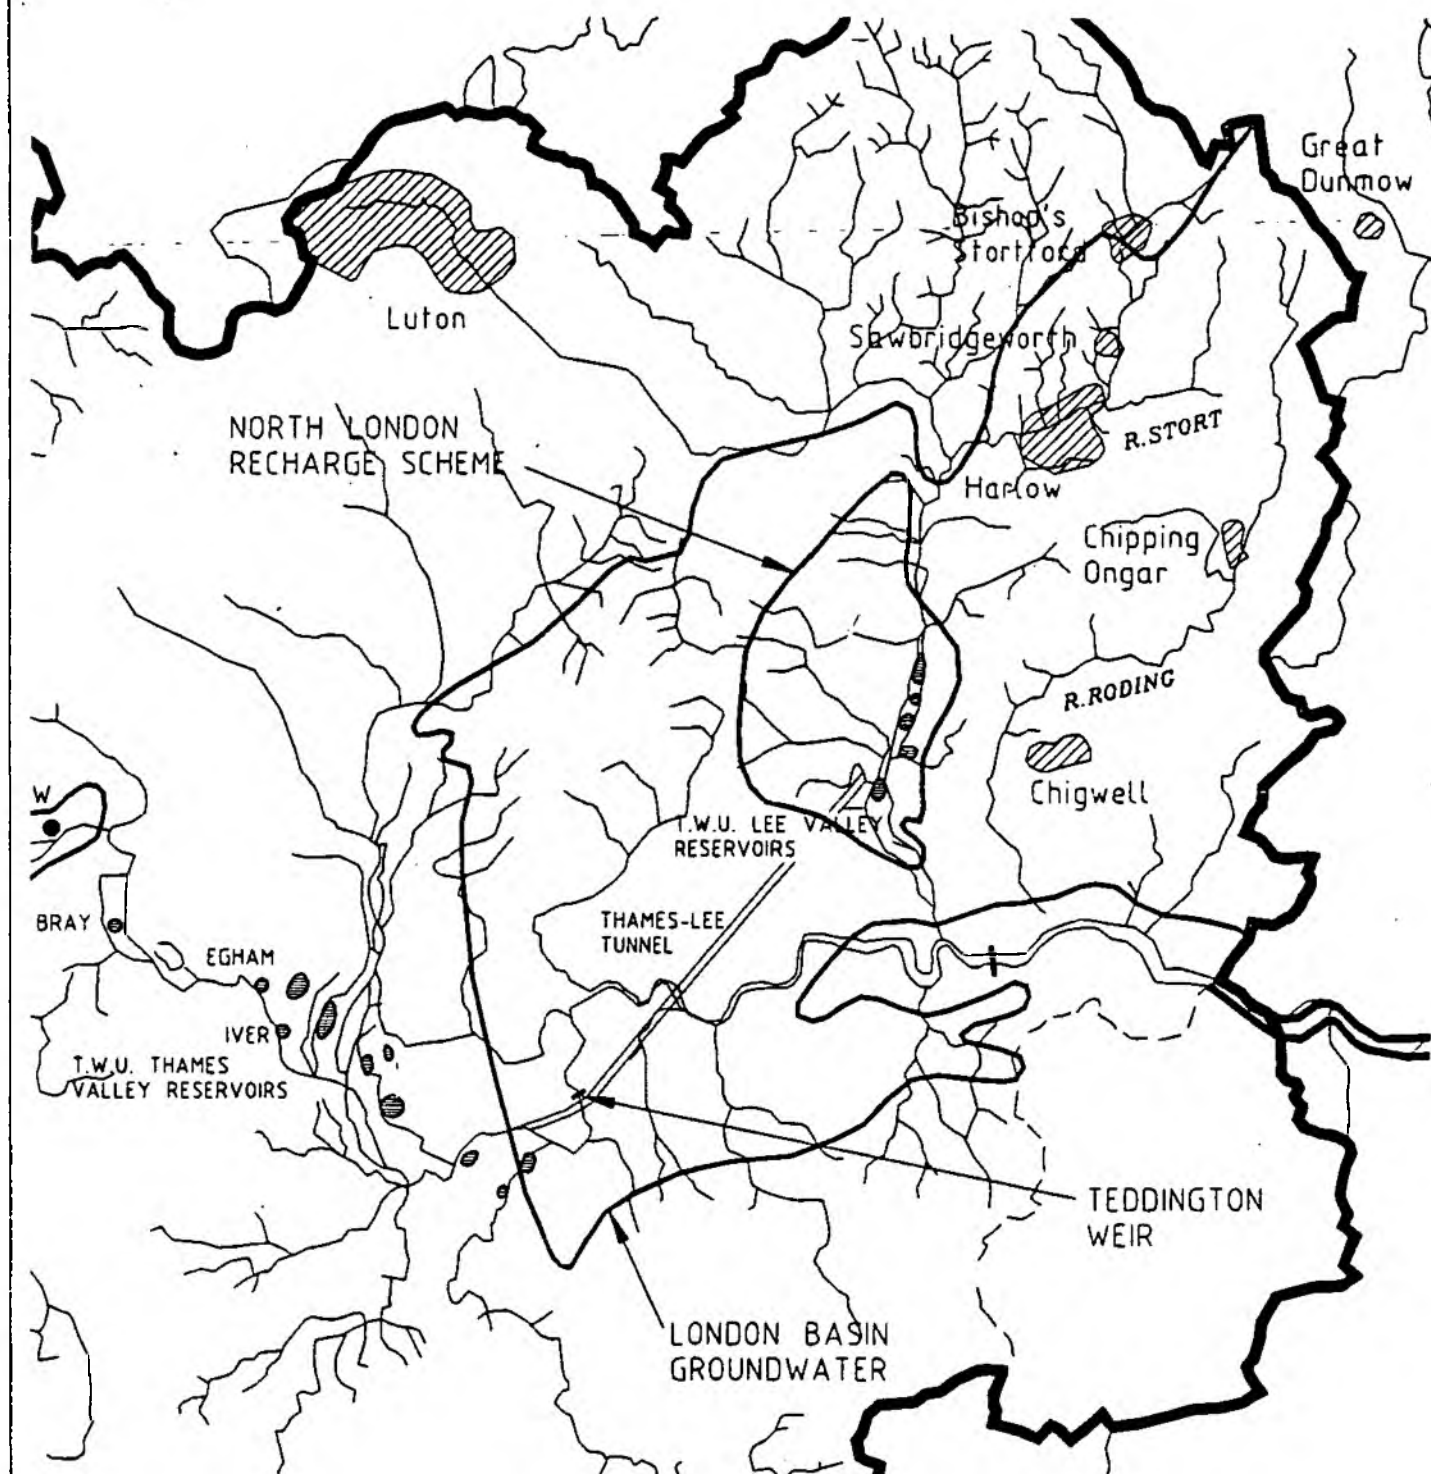 Great
Dunmow
Bishop's
Stortford
Luton
Sawbridgeworth
NORTH LONDON
RECHARGE SCHEME
R.STORT
Harlow
Chipping
Ongar
R.RODING
W
Chigwell
T.W.U. LEE VALLEY
RESERVOIRS
BRAY
THAMES-LEE
TUNNEL
EGHAM
IVER
T.W.U. THAMES
VALLEY RESERVOIRS
TEDDINGTON
WEIR
LONDON BASIN
GROUNDWATER